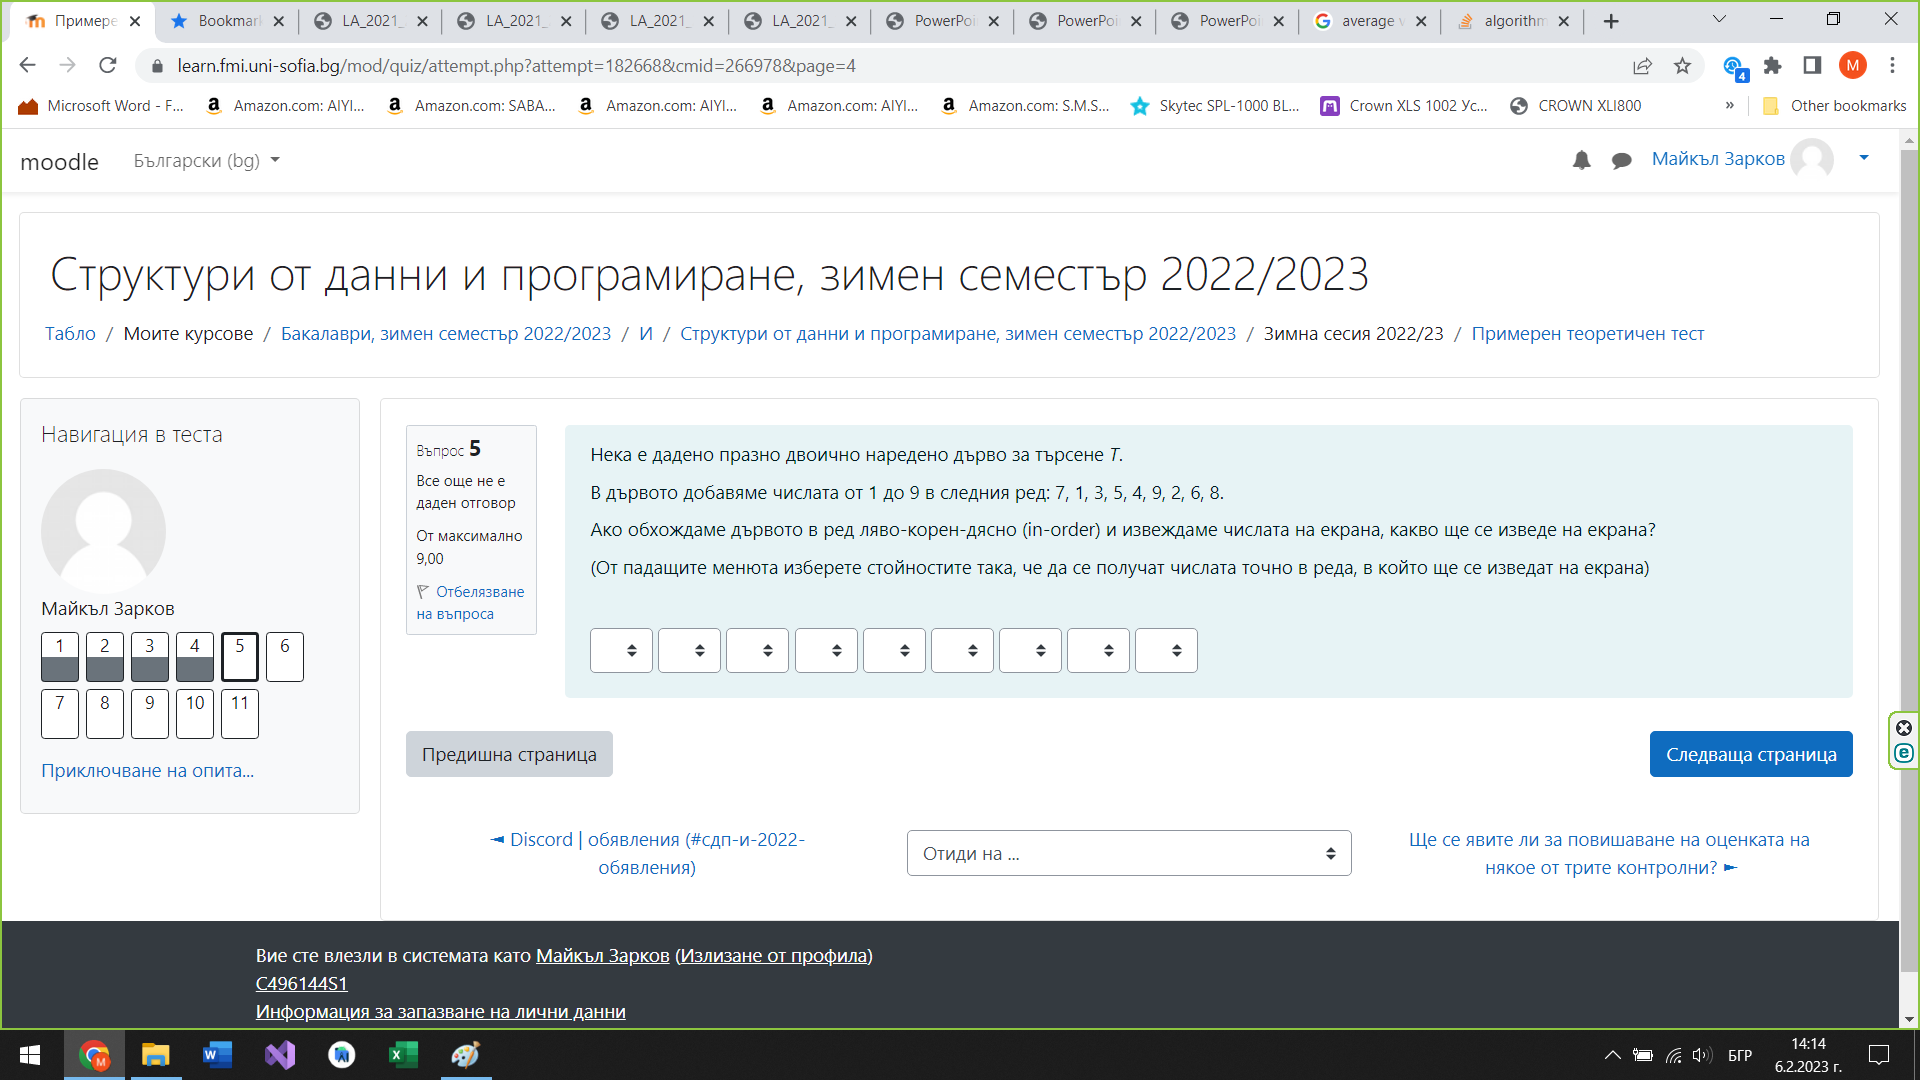 Примере
Bookmar
LA_2021_
LA_2021_
LA_2021_
LA_2021_
PowerPoi
PowerPoi
PowerPoi
average v
algorithm
learn.fmi.uni-sofia.bg/mod/quiz/attempt.php?attempt=182668&cmid=266978&page=4
4
M
Microsoft Word - F...
Amazon.com: AIYI...
Amazon.com: SABA...
Amazon.com: AIYI...
Amazon.com: AIYI...
Amazon.com: S.M.S...
Skytec SPL-1000 BL...
Crown XLS 1002 Ус...
CROWN XLI800
»
Other bookmarks
moodle
Български (bg)
Майкъл Зарков
Структури от данни и програмиране, зимен семестър 2022/2023
Табло / Моите курсове / Бакалаври, зимен семестър 2022/2023 / И / Структури от данни и програмиране, зимен семестър 2022/2023 / Зимна сесия 2022/23 / Примерен теоретичен тест
Навигация в теста
Майкъл Зарков
1 2 3 4 5 6
7 8 9 10 11
Приключване на опита...
Въпрос 5
Все още не е
даден отговор
От максимално
9,00
Отбелязване
на въпроса
Нека е дадено празно двоично наредено дърво за търсене T.
В дървото добавяме числата от 1 до 9 в следния ред: 7, 1, 3, 5, 4, 9, 2, 6, 8.
Ако обхождаме дървото в ред ляво-корен-дясно (in-order) и извеждаме числата на екрана, какво ще се изведе на екрана?
(От падащите менюта изберете стойностите така, че да се получат числата точно в реда, в който ще се изведат на екрана)
Предишна страница
Следваща страница
◄ Discord | обявления (#сдп-и-2022-
обявления)
Отиди на ...
Ще се явите ли за повишаване на оценката на
някое от трите контролни? ►
Вие сте влезли в системата като Майкъл Зарков (Излизане от профила)
C496144S1
Информация за запазване на лични данни
БГР
14:14
6.2.2023 г.